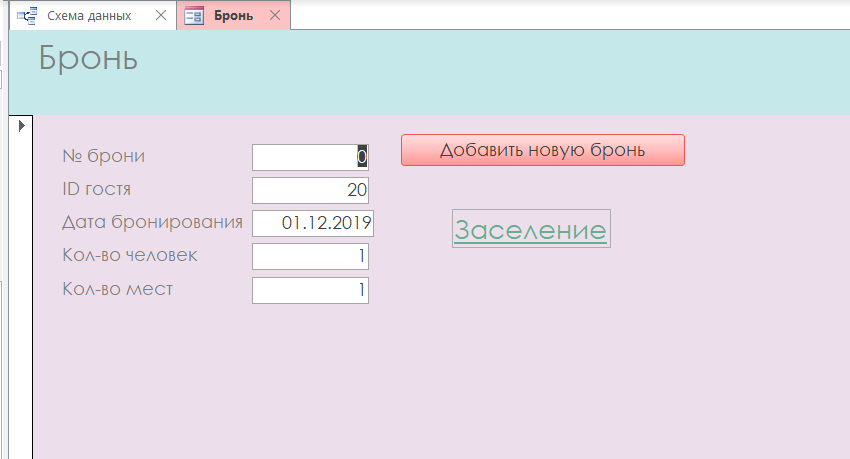 Схема данных
Бронь
Бронь
№ брони 0
Добавить новую бронь
ID гостя 20
Дата бронирования 01.12.2019
Заселение
Кол-во человек 1
Кол-во мест 1